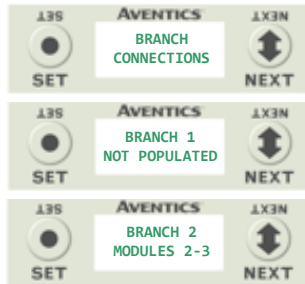 SET AVENTICS NEXT
BRANCH
CONNECTIONS
SET NEXT
SET AVENTICS NEXT
BRANCH 1
NOT POPULATED
SET NEXT
SET AVENTICS NEXT
BRANCH 2
MODULES 2-3
SET NEXT